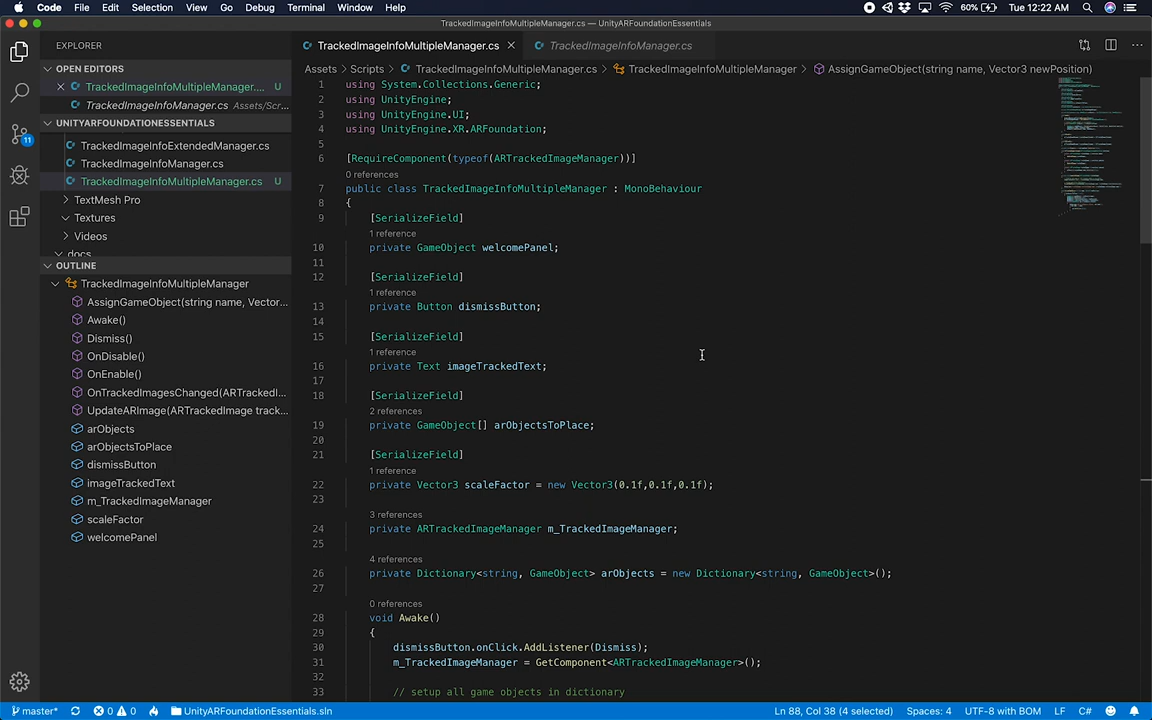 Code File Edit Selection View Go Debug Terminal Window Help 60% Tue 12:22 AM
TrackedImageInfoMultipleManager.cs — UnityARFoundationEssentials
EXPLORER
OPEN EDITORS
TrackedImageInfoMultipleManager.... U
TrackedImageInfoManager.cs Assets/Scr...
UNITYARFOUNDATIONESSENTIALS
TrackedImageInfoExtendedManager.cs
TrackedImageInfoManager.cs
TrackedImageInfoMultipleManager.cs U
TextMesh Pro
Textures
Videos
docs
OUTLINE
TrackedImageInfoMultipleManager
AssignGameObject(string name, Vector...
Awake()
Dismiss()
OnDisable()
OnEnable()
OnTrackedImagesChanged(ARTrackedI...
UpdateARImage(ARTrackedImage track...
arObjects
arObjectsToPlace
dismissButton
imageTrackedText
m_TrackedImageManager
scaleFactor
welcomePanel
11
TrackedImageInfoMultipleManager.cs TrackedImageInfoManager.cs
Assets > Scripts > TrackedImageInfoMultipleManager.cs > TrackedImageInfoMultipleManager > AssignGameObject(string name, Vector3 newPosition)
1 using System.Collections.Generic;
2 using UnityEngine;
3 using UnityEngine.UI;
4 using UnityEngine.XR.ARFoundation;
5
6 [RequireComponent(typeof(ARTrackedImageManager))]
0 references
7 public class TrackedImageInfoMultipleManager : MonoBehaviour
8 {
9 [SerializeField]
1 reference
10 private GameObject welcomePanel;
11
12 [SerializeField]
1 reference
13 private Button dismissButton;
14
15 [SerializeField]
1 reference
16 private Text imageTrackedText;
17
18 [SerializeField]
2 references
19 private GameObject[] arObjectsToPlace;
20
21 [SerializeField]
1 reference
22 private Vector3 scaleFactor = new Vector3(0.1f,0.1f,0.1f);
23
3 references
24 private ARTrackedImageManager m_TrackedImageManager;
25
4 references
26 private Dictionary<string, GameObject> arObjects = new Dictionary<string, GameObject>();
27
0 references
28 void Awake()
29 {
30 dismissButton.onClick.AddListener(Dismiss);
31 m_TrackedImageManager = GetComponent<ARTrackedImageManager>();
32
33 // setup all game objects in dictionary
master* 0 0 UnityARFoundationEssentials.sln Ln 88, Col 38 (4 selected) Spaces: 4 UTF-8 with BOM LF C#